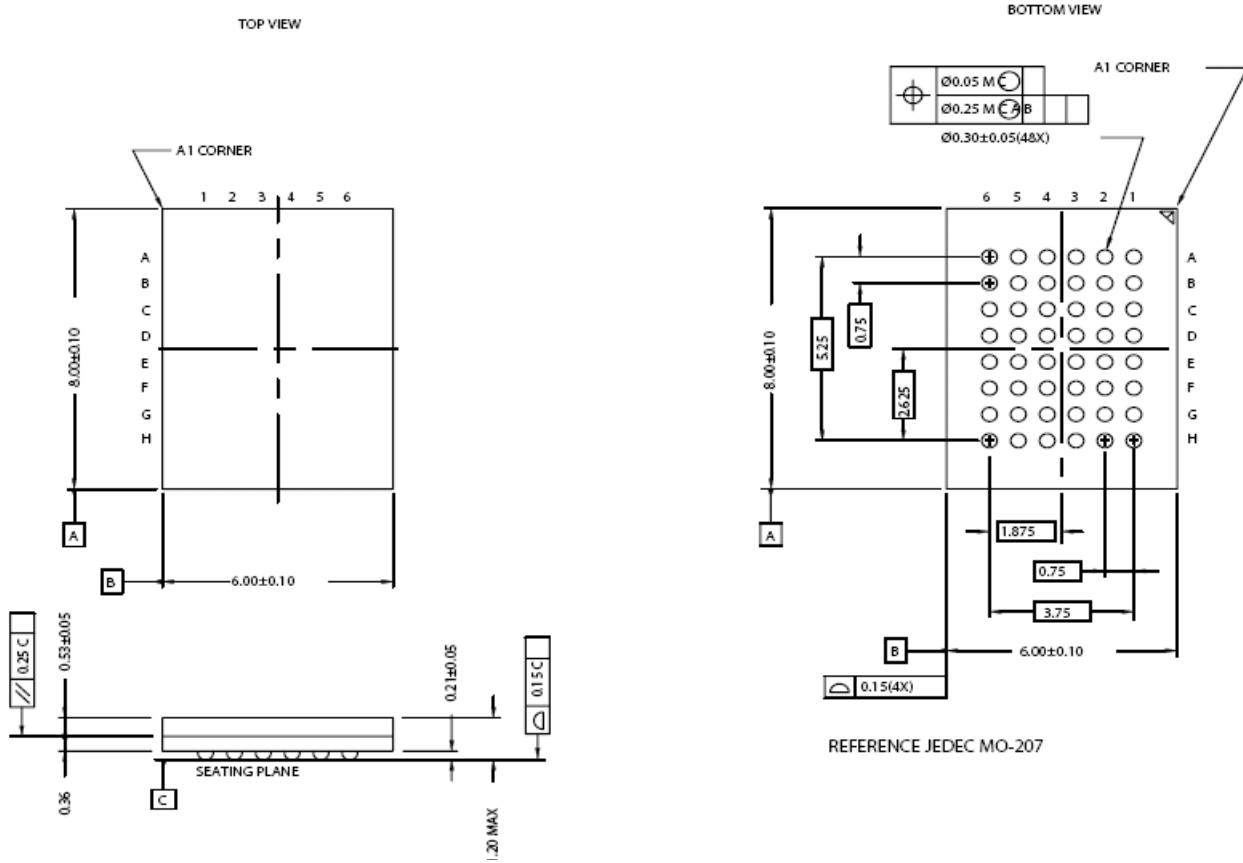 TOP VIEW
A1 CORNER
1 2 3 4 5 6
A
B
C
D
E
F
G
H
8.00±0.10
A
B
6.00±0.10
// 0.25 C
0.53±0.05
0.36
0.21±0.05
0.15 C
SEATING PLANE
C
1.20 MAX
BOTTOM VIEW
A1 CORNER
Ø0.05 M C
Ø0.25 M C A B
Ø0.30±0.05(48X)
6 5 4 3 2 1
A
B
C
D
E
F
G
H
8.00±0.10
5.25
0.75
2.625
A
1.875
0.75
3.75
B
6.00±0.10
0.15(4X)
REFERENCE JEDEC MO-207